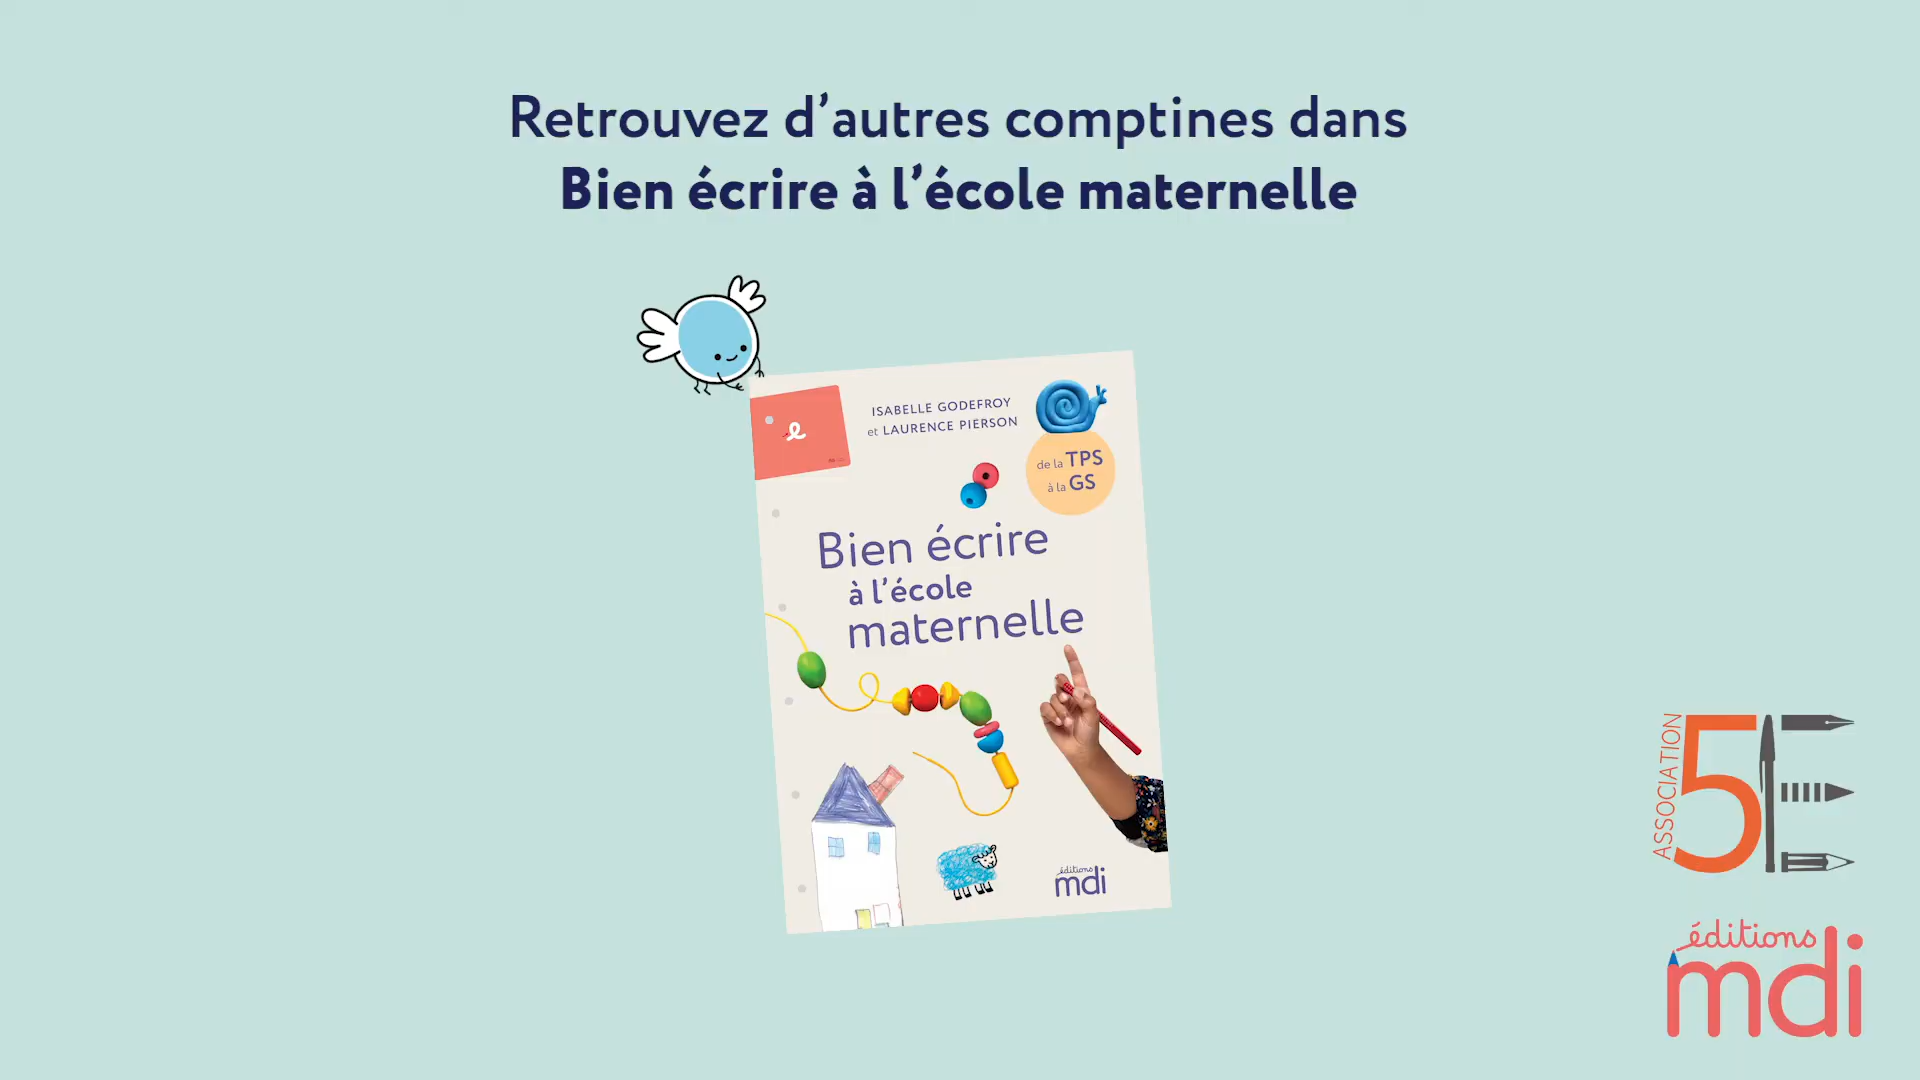 Retrouvez d’autres comptines dans
Bien écrire à l’école maternelle
ISABELLE GODEFROY
et LAURENCE PIERSON
de la TPS
à la GS
e
Bien écrire
à l’école
maternelle
éditions
mdi
ASSOCIATION
5E
éditions
mdi